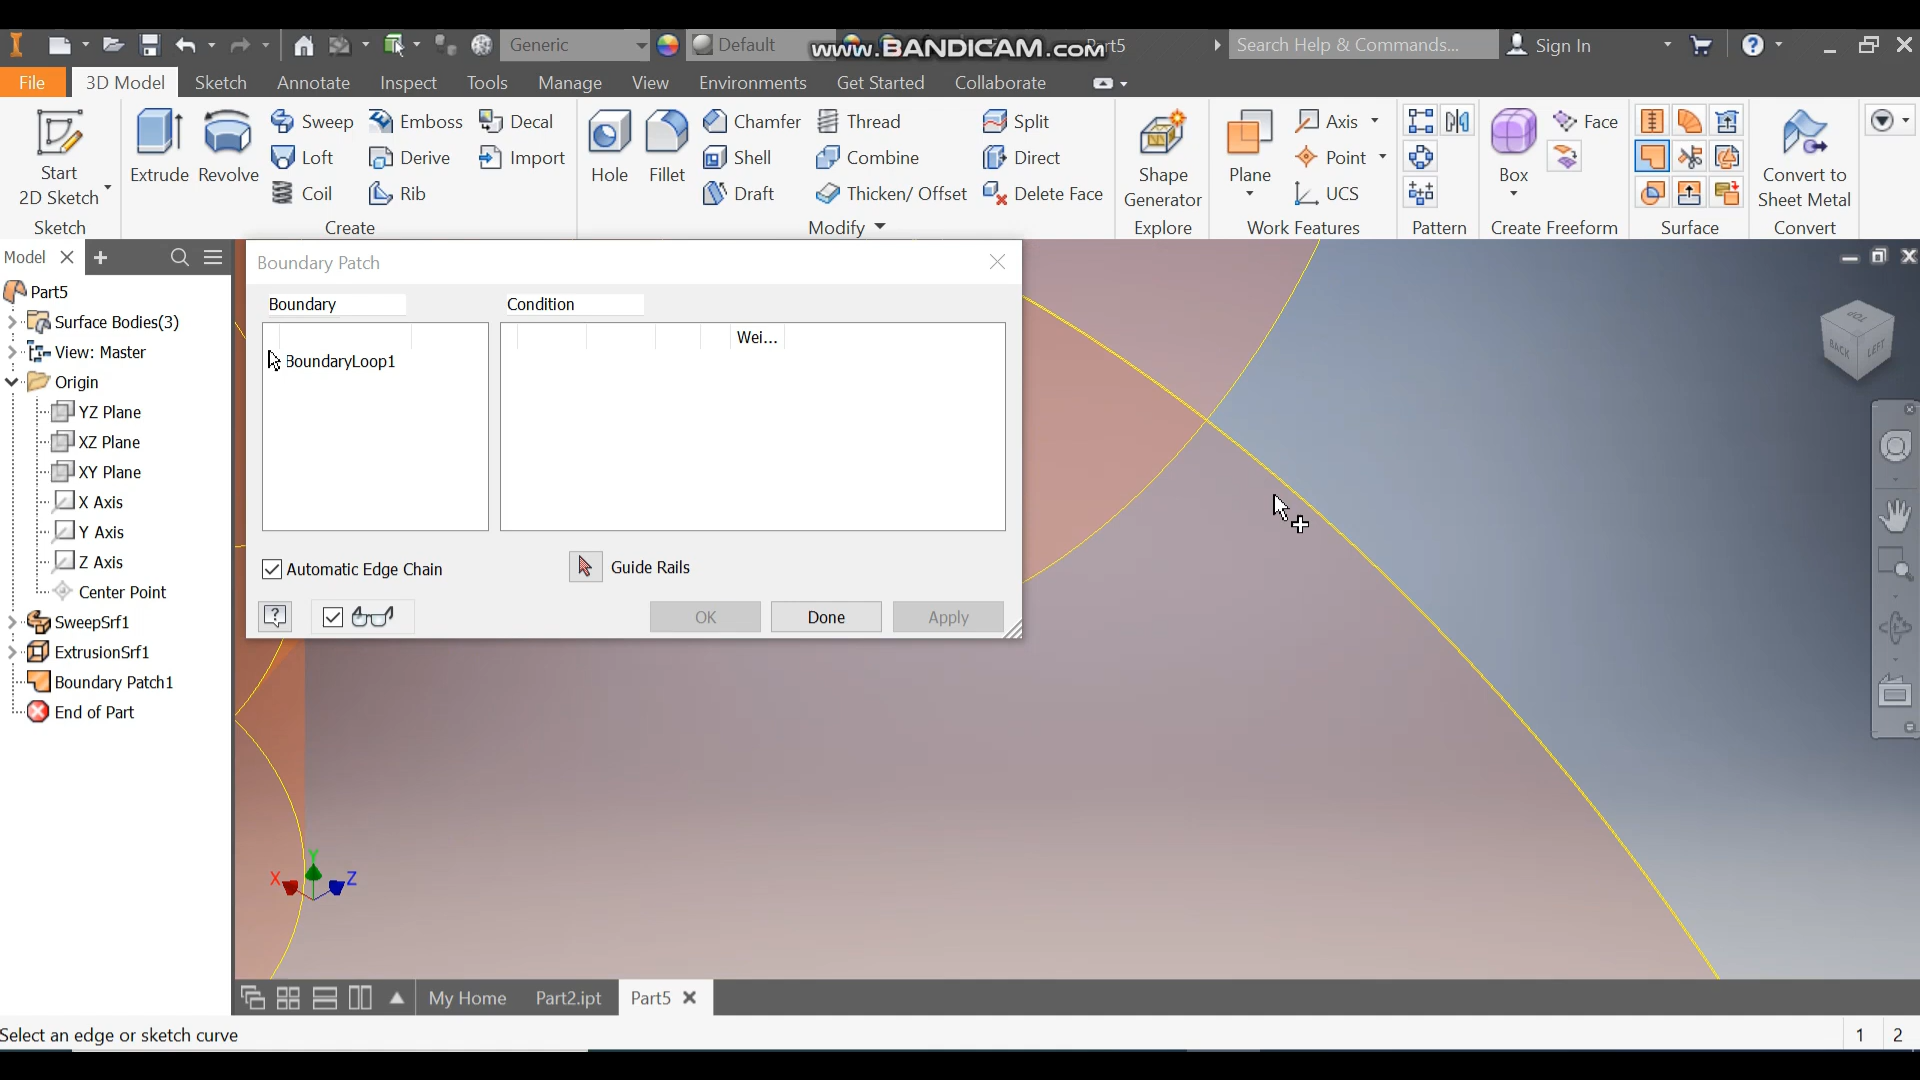 Generic
Default
www.BANDICAM.com
Part5
Search Help & Commands...
Sign In
File
3D Model
Sketch
Annotate
Inspect
Tools
Manage
View
Environments
Get Started
Collaborate
Start
2D Sketch
Sketch
Extrude
Revolve
Sweep
Loft
Coil
Emboss
Derive
Rib
Decal
Import
Create
Hole
Fillet
Chamfer
Shell
Draft
Thread
Combine
Thicken/ Offset
Split
Direct
Delete Face
Modify
Shape
Generator
Explore
Plane
Axis
Point
UCS
Work Features
Pattern
Box
Face
Create Freeform
Surface
Convert to
Sheet Metal
Convert
Model
Part5
Surface Bodies(3)
View: Master
Origin
YZ Plane
XZ Plane
XY Plane
X Axis
Y Axis
Z Axis
Center Point
SweepSrf1
ExtrusionSrf1
Boundary Patch1
End of Part
Boundary Patch
Boundary
Condition
Wei...
BoundaryLoop1
Automatic Edge Chain
Guide Rails
OK
Done
Apply
TOP
BACK
LEFT
X
Y
Z
My Home
Part2.ipt
Part5
Select an edge or sketch curve
1
2